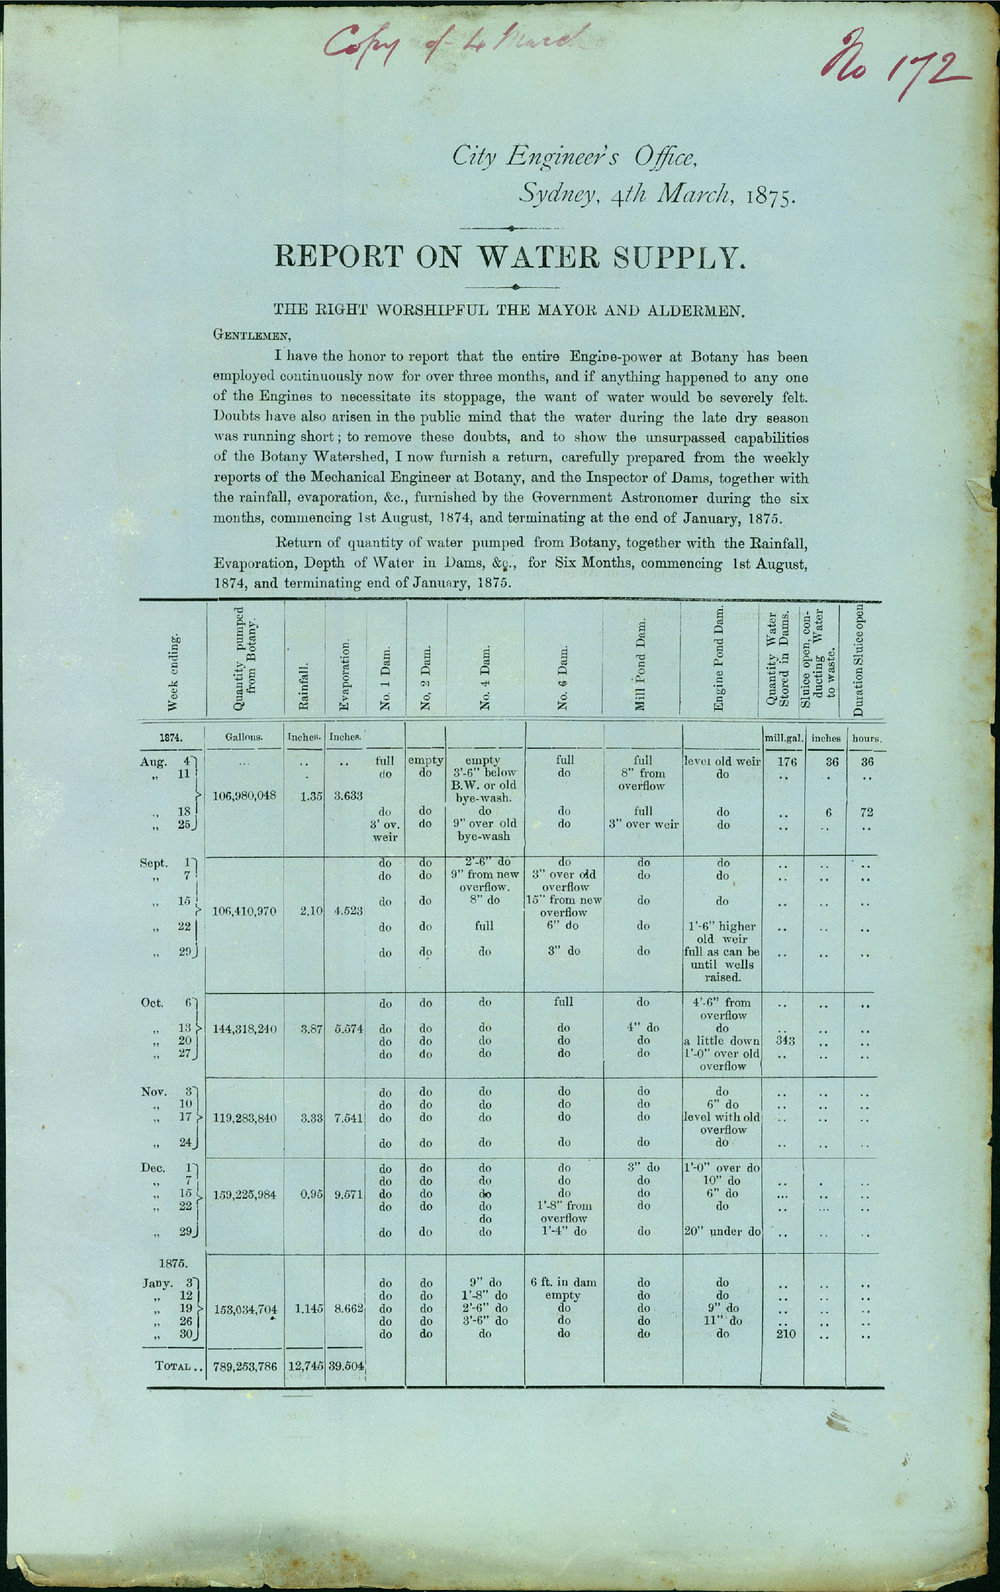 Copy of 4 March
No 172
City Engineer's Office,
Sydney, 4th March, 1875.
REPORT ON WATER SUPPLY.
THE RIGHT WORSHIPFUL THE MAYOR AND ALDERMEN.
GENTLEMEN,
I have the honor to report that the entire Engine-power at Botany has been
employed continuously now for over three months, and if anything happened to any one
of the Engines to necessitate its stoppage, the want of water would be severely felt.
Doubts have also arisen in the public mind that the water during the late dry season
was running short; to remove these doubts, and to show the unsurpassed capabilities
of the Botany Watershed, I now furnish a return, carefully prepared from the weekly
reports of the Mechanical Engineer at Botany, and the Inspector of Dams, together with
the rainfall, evaporation, &c., furnished by the Government Astronomer during the six
months, commencing 1st August, 1874, and terminating at the end of January, 1875.
Return of quantity of water pumped from Botany, together with the Rainfall,
Evaporation, Depth of Water in Dams, &c., for Six Months, commencing 1st August,
1874, and terminating end of January, 1875.
Week ending. Quantity pumped from Botany. Rainfall. Evaporation. No. 1 Dam. No. 2 Dam. No. 4 Dam. No. 6 Dam. Mill Pond Dam. Engine Pond Dam. Quantity Water Stored in Dams. Sluice open, conducting Water to waste. Duration Sluice open
1874. Gallons. Inches. Inches. mill.gal. inches hours.
Aug. 4 ... .. .. full empty empty full full level old weir 176 36 36
„ 11 . do do 3'-6" below do 8" from do .. . ..
B.W. or old overflow
106,980,048 1.35 3.633 bye-wash.
„ 18 do do do do full do .. 6 72
„ 25 3' ov. do 9" over old do 3" over weir do .. .. ..
weir bye-wash
Sept. 1 do do 2'-6" do do do do .. .. ..
„ 7 do do 9" from new 3" over old do do .. .. ..
overflow. overflow
„ 15 do do 8" do 15" from new do do .. .. ..
106,410,970 2.10 4.523 overflow
„ 22 do do full 6" do do 1'-6" higher .. .. ..
old weir
„ 29 do do do 3" do do full as can be .. .. ..
until wells
raised.
Oct. 6 do do do full do 4'-6" from .. .. ..
overflow
„ 13 144,318,240 3.87 5.574 do do do do 4" do do .. .. ..
„ 20 do do do do do a little down 343 .. ..
„ 27 do do do do do 1'-0" over old .. .. ..
overflow
Nov. 3 do do do do do do .. .. ..
„ 10 do do do do do 6" do .. .. ..
„ 17 119,283,840 3.33 7.541 do do do do do level with old .. .. ..
overflow
„ 24 do do do do do do .. .. ..
Dec. 1 do do do do 3" do 1'-0" over do .. .. ..
„ 7 do do do do do 10" do .. . ..
„ 15 159,225,984 0.95 9.571 do do do do do 6" do ... .. ..
„ 22 do do do 1'-8" from do do .. ... ..
do overflow
„ 29 do do do 1'-4" do do 20" under do .. .. ..
1875.
Jany. 3 do do 9" do 6 ft. in dam do do .. .. ..
„ 12 do do 1'-8" do empty do do .. .. ..
„ 19 153,034,704 1.145 8.662 do do 2'-6" do do do 9" do .. .. ..
„ 26 do do 3'-6" do do do 11" do .. .. ..
„ 30 do do do do do do 210 .. ..
TOTAL .. 789,253,786 12,745 39.504